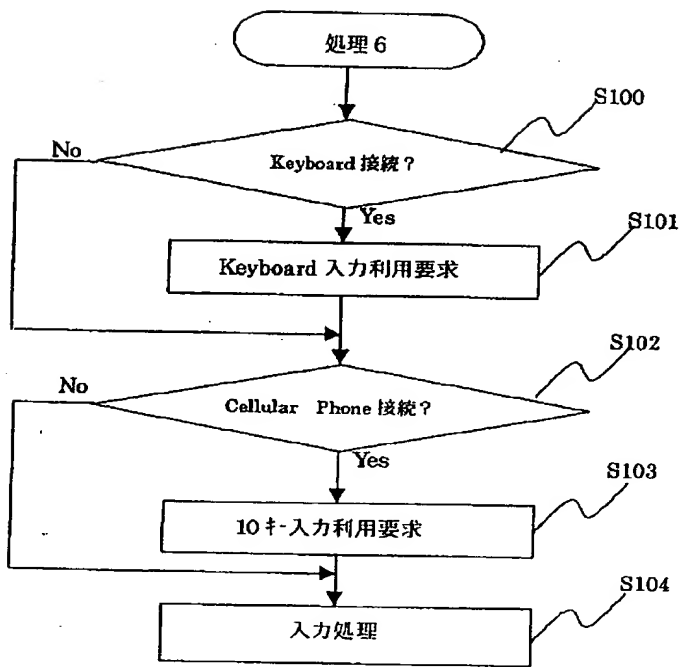 処理 6
S100
No
Keyboard 接続？
Yes
S101
Keyboard 入力利用要求
S102
No
Cellular Phone 接続？
Yes
S103
10キー入力利用要求
S104
入力処理